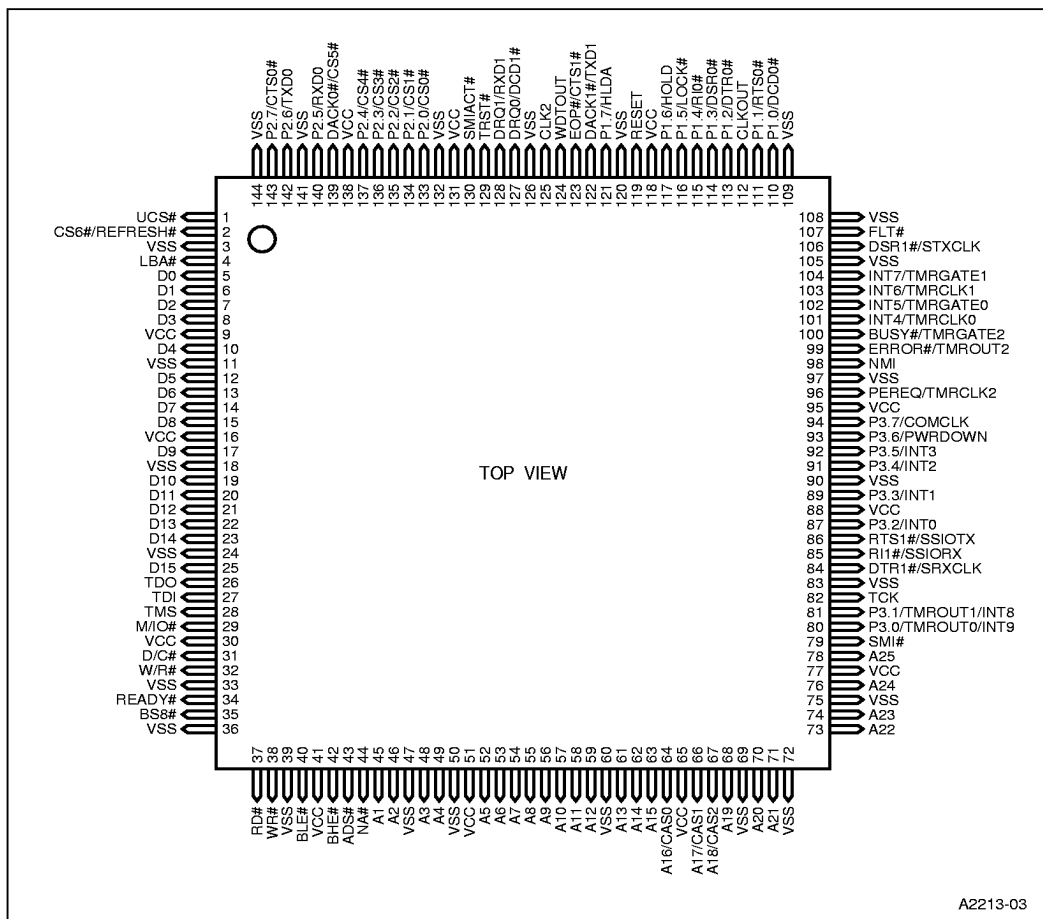 VSS
P2.7/CTS0#
P2.6/TXD0
VSS
P2.5/RXD0
DACK0#/CS5#
VCC
P2.4/CS4#
P2.3/CS3#
P2.2/CS2#
P2.1/CS1#
P2.0/CS0#
VSS
VCC
SMIACT#
TRST#
DRQ1/RXD1
DRQ0/DCD1#
VSS
CLK2
WDTOUT
EOP#/CTS1#
DACK1#/TXD1
P1.7/HLDA
VSS
RESET
VCC
P1.6/HOLD
P1.5/LOCK#
P1.4/RI0#
P1.3/DSR0#
P1.2/DTR0#
CLKOUT
P1.1/RTS0#
P1.0/DCD0#
VSS
144 143 142 141 140 139 138 137 136 135 134 133 132 131 130 129 128 127 126 125 124 123 122 121 120 119 118 117 116 115 114 113 112 111 110 109
UCS# 1
CS6#/REFRESH# 2
VSS 3
LBA# 4
D0 5
D1 6
D2 7
D3 8
VCC 9
D4 10
VSS 11
D5 12
D6 13
D7 14
D8 15
VCC 16
D9 17
VSS 18
D10 19
D11 20
D12 21
D13 22
D14 23
VSS 24
D15 25
TDO 26
TDI 27
TMS 28
M/IO# 29
VCC 30
D/C# 31
W/R# 32
VSS 33
READY# 34
BS8# 35
VSS 36
TOP VIEW
108 VSS
107 FLT#
106 DSR1#/STXCLK
105 VSS
104 INT7/TMRGATE1
103 INT6/TMRCLK1
102 INT5/TMRGATE0
101 INT4/TMRCLK0
100 BUSY#/TMRGATE2
99 ERROR#/TMROUT2
98 NMI
97 VSS
96 PEREQ/TMRCLK2
95 VCC
94 P3.7/COMCLK
93 P3.6/PWRDOWN
92 P3.5/INT3
91 P3.4/INT2
90 VSS
89 P3.3/INT1
88 VCC
87 P3.2/INT0
86 RTS1#/SSIOTX
85 RI1#/SSIORX
84 DTR1#/SRXCLK
83 VSS
82 TCK
81 P3.1/TMROUT1/INT8
80 P3.0/TMROUT0/INT9
79 SMI#
78 A25
77 VCC
76 A24
75 VSS
74 A23
73 A22
37 38 39 40 41 42 43 44 45 46 47 48 49 50 51 52 53 54 55 56 57 58 59 60 61 62 63 64 65 66 67 68 69 70 71 72
RD#
WR#
VSS
BLE#
VCC
BHE#
ADS#
NA#
A1
A2
VSS
A3
A4
VSS
VCC
A5
A6
A7
A8
A9
A10
A11
A12
VSS
A13
A14
A15
A16/CAS0
VCC
A17/CAS1
A18/CAS2
A19
VSS
A20
A21
VSS
A2213-03